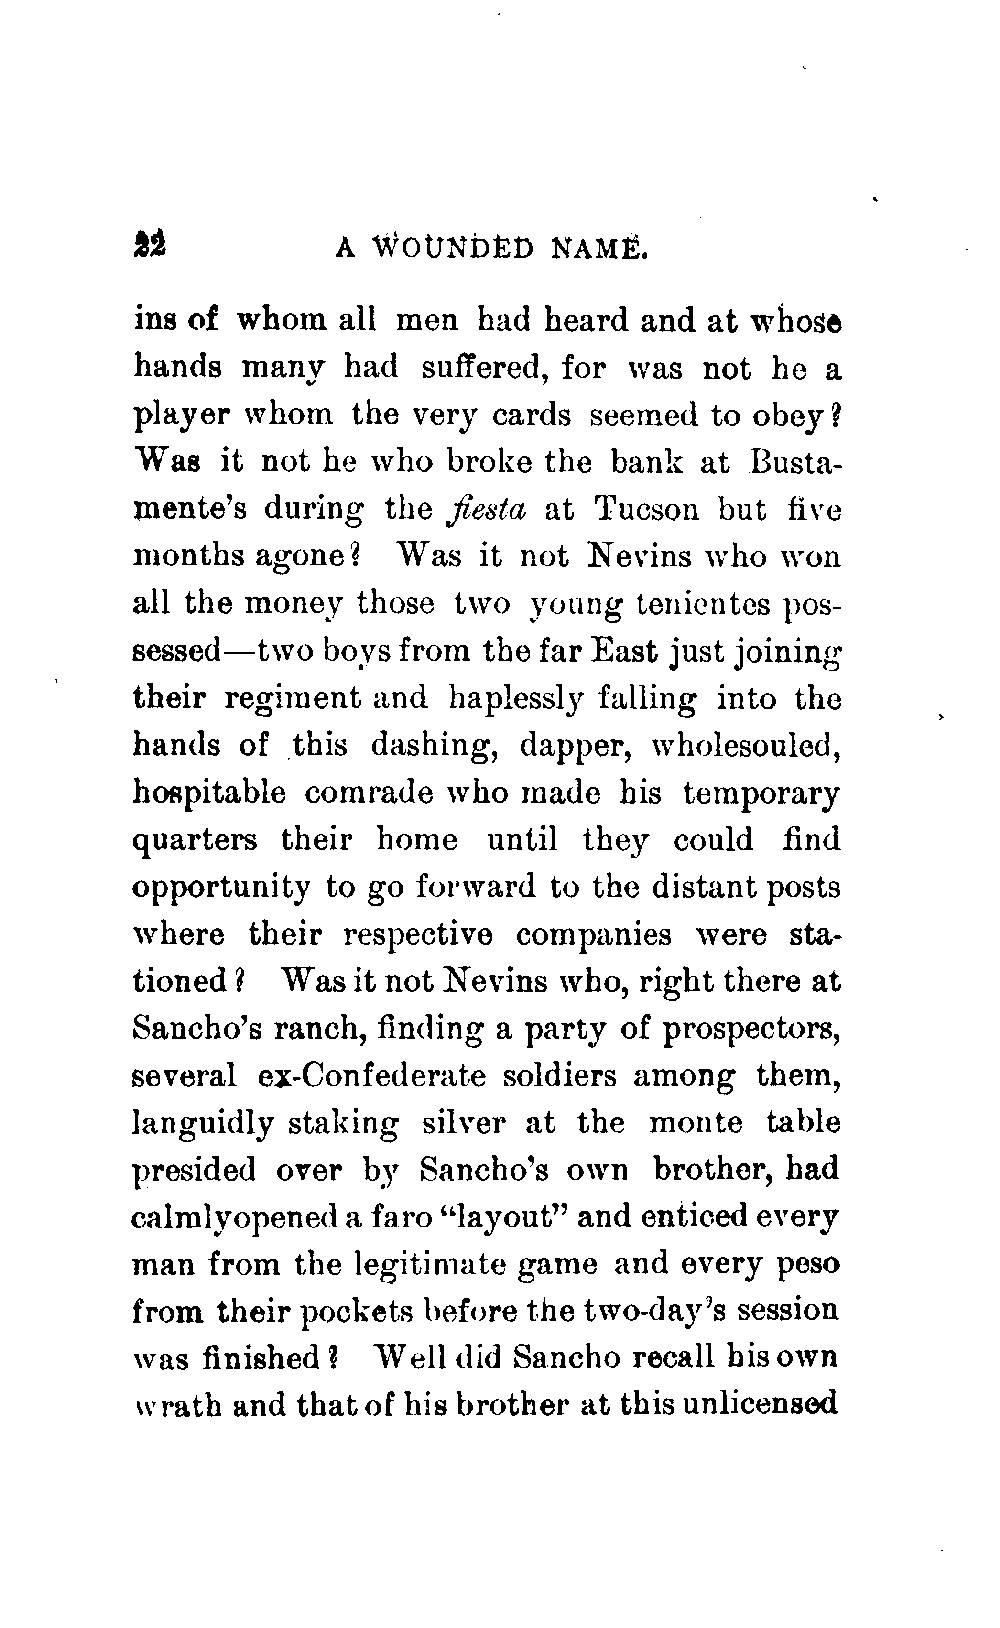 22 A WOUNDED NAME.
ins of whom all men had heard and at whose
hands many had suffered, for was not he a
player whom the very cards seemed to obey?
Was it not he who broke the bank at Busta-
mente's during the fiesta at Tucson but five
months agone? Was it not Nevins who won
all the money those two young tenientes pos-
sessed—two boys from the far East just joining
their regiment and haplessly falling into the
hands of this dashing, dapper, wholesouled,
hospitable comrade who made his temporary
quarters their home until they could find
opportunity to go forward to the distant posts
where their respective companies were sta-
tioned? Was it not Nevins who, right there at
Sancho's ranch, finding a party of prospectors,
several ex-Confederate soldiers among them,
languidly staking silver at the monte table
presided over by Sancho's own brother, had
calmlyopened a faro “layout” and enticed every
man from the legitimate game and every peso
from their pockets before the two-day's session
was finished? Well did Sancho recall his own
wrath and that of his brother at this unlicensed